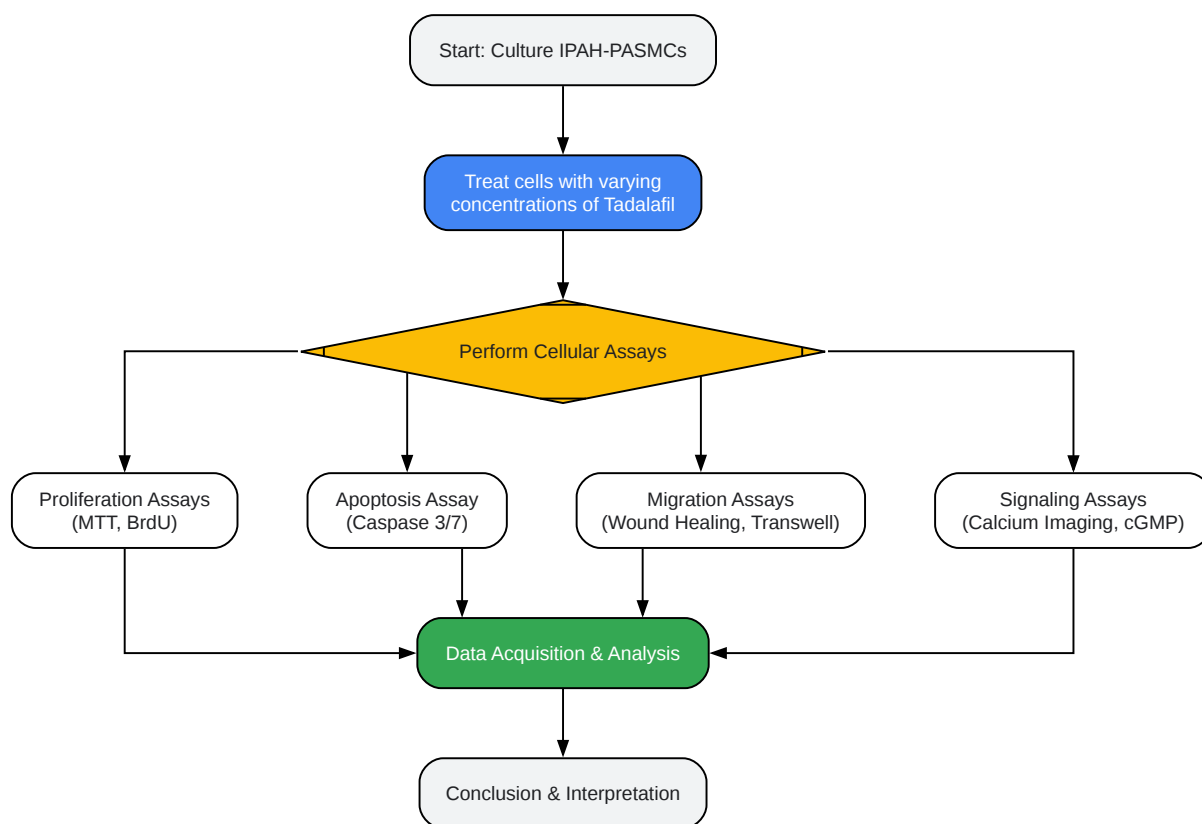 Start: Culture IPAH-PASMCs
Treat cells with varying
concentrations of Tadalafil
Perform Cellular Assays
Proliferation Assays
(MTT, BrdU)
Apoptosis Assay
(Caspase 3/7)
Migration Assays
(Wound Healing, Transwell)
Signaling Assays
(Calcium Imaging, cGMP)
Data Acquisition & Analysis
Conclusion & Interpretation